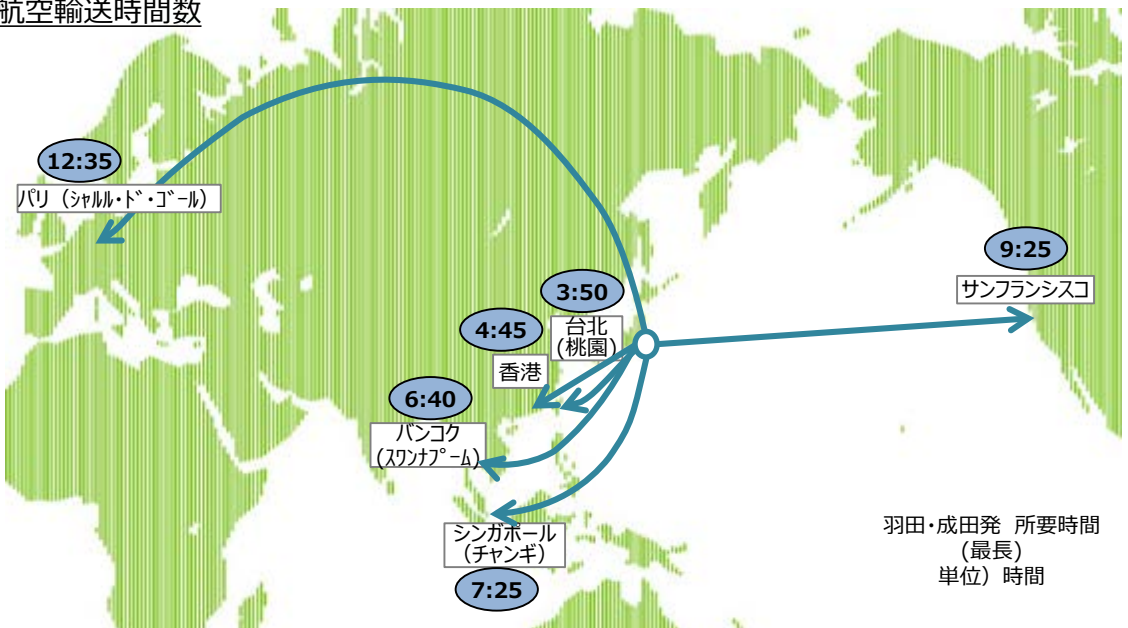 航空輸送時間数
12:35
パリ（ｼｬﾙﾙ･ﾄﾞ･ｺﾞｰﾙ）
9:25
サンフランシスコ
3:50
台北
(桃園)
4:45
香港
6:40
バンコク
(ｽﾜﾝﾅﾌﾟｰﾑ)
シンガポール
（チャンギ）
7:25
羽田･成田発 所要時間
(最長)
単位）時間